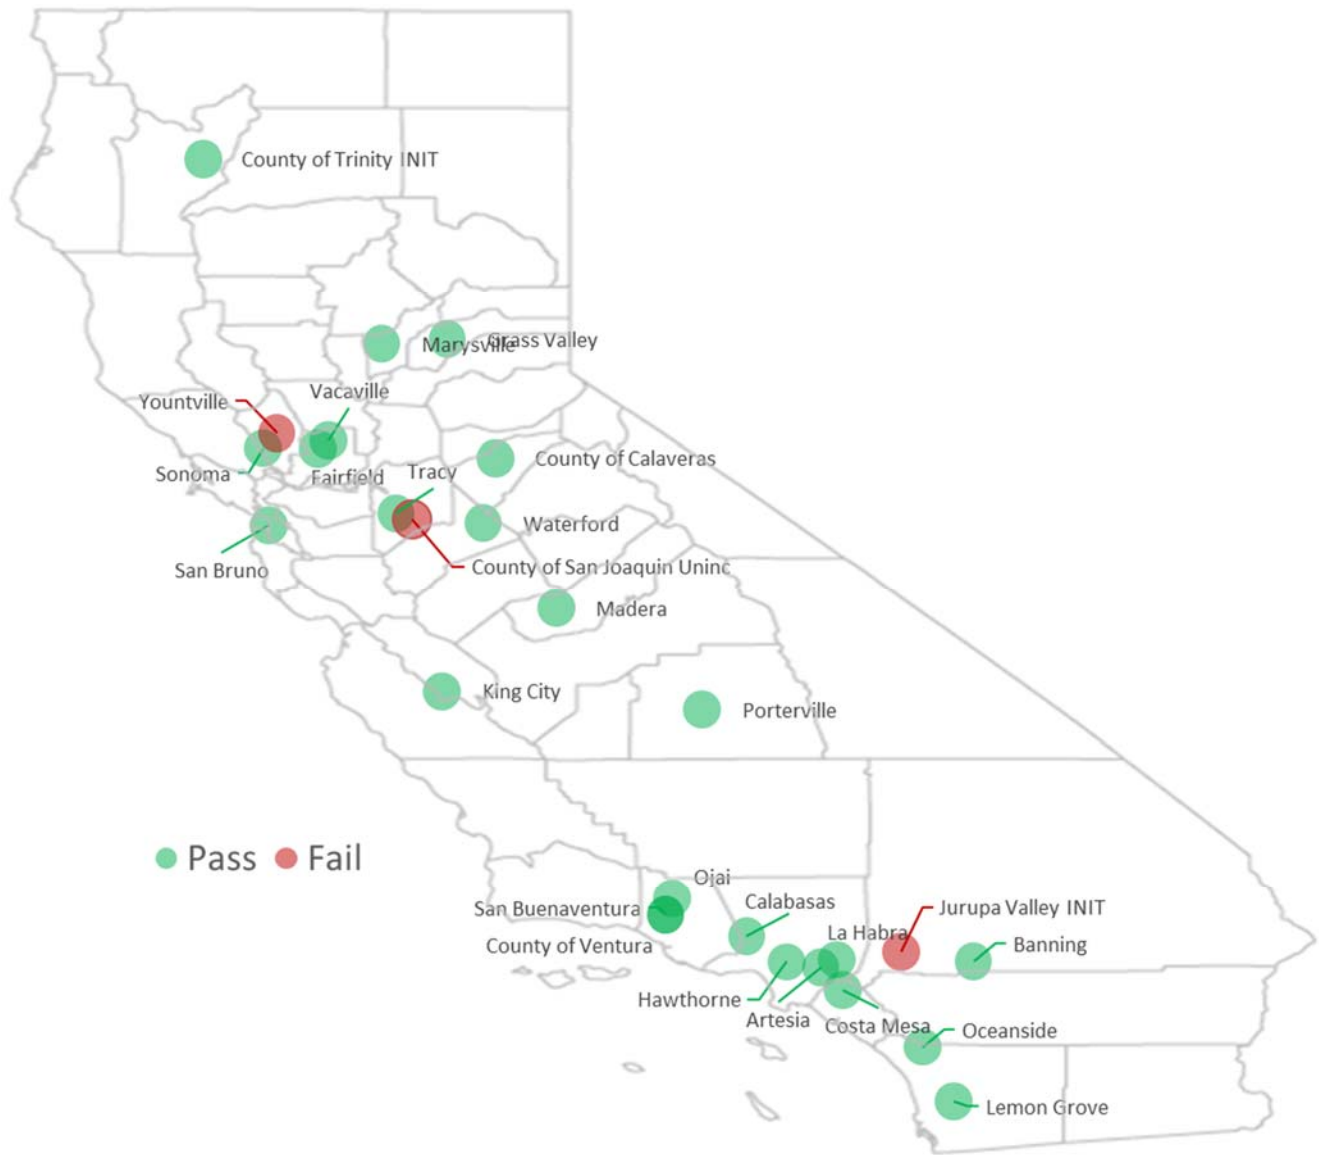 County of Trinity INIT
Marysville
Grass Valley
Vacaville
Yountville
Sonoma
Fairfield
Tracy
County of Calaveras
Waterford
San Bruno
County of San Joaquin Uninc
Madera
King City
Porterville
Pass
Fail
Ojai
San Buenaventura
County of Ventura
Calabasas
La Habra
Jurupa Valley INIT
Banning
Hawthorne
Artesia
Costa Mesa
Oceanside
Lemon Grove